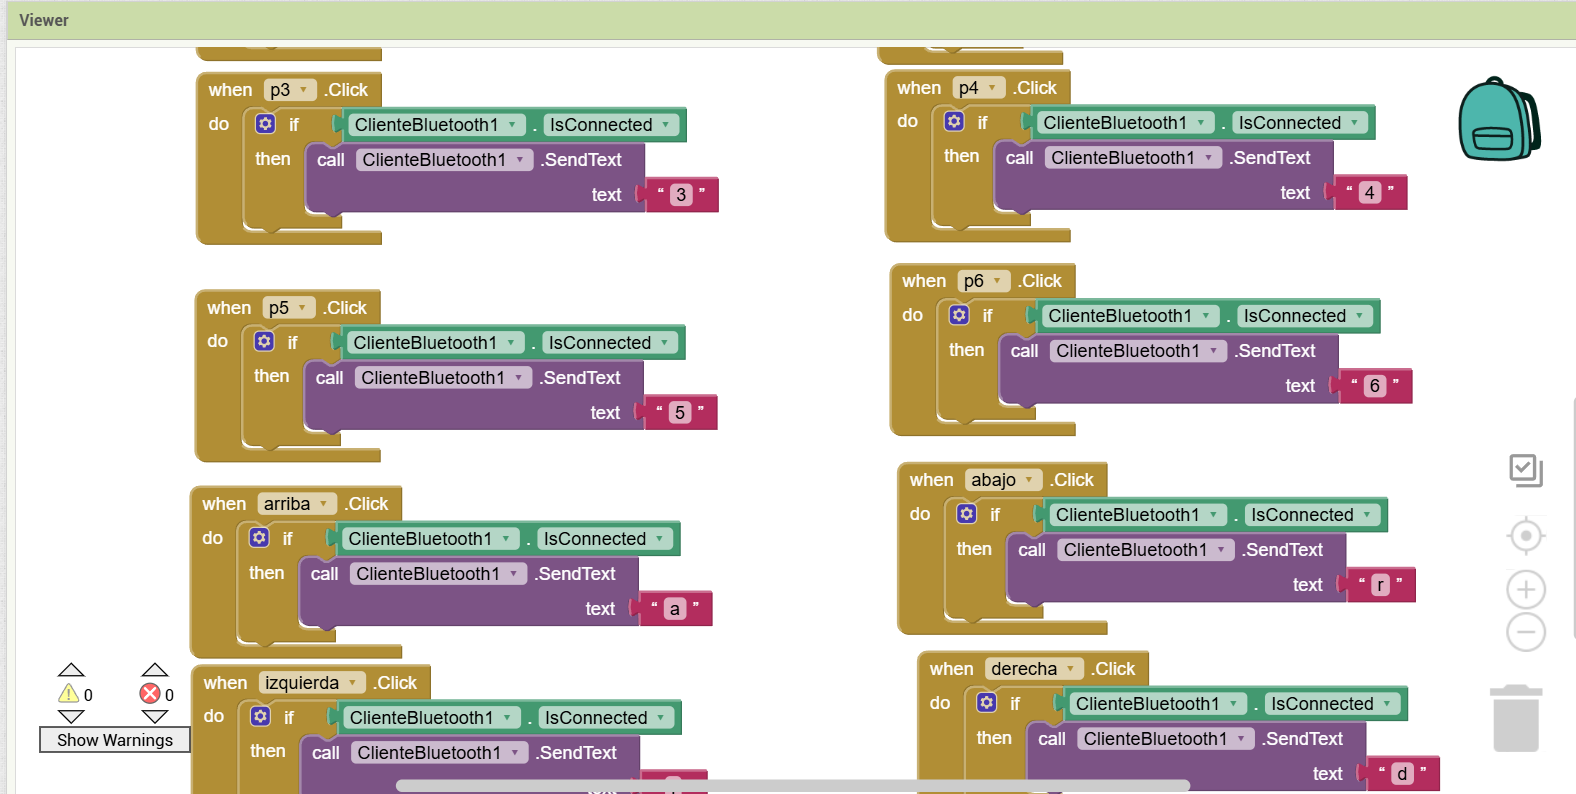 Viewer
when p3 .Click
do if ClienteBluetooth1 . IsConnected
then call ClienteBluetooth1 .SendText
text “ 3 ”
when p4 .Click
do if ClienteBluetooth1 . IsConnected
then call ClienteBluetooth1 .SendText
text “ 4 ”
when p5 .Click
do if ClienteBluetooth1 . IsConnected
then call ClienteBluetooth1 .SendText
text “ 5 ”
when p6 .Click
do if ClienteBluetooth1 . IsConnected
then call ClienteBluetooth1 .SendText
text “ 6 ”
when arriba .Click
do if ClienteBluetooth1 . IsConnected
then call ClienteBluetooth1 .SendText
text “ a ”
when abajo .Click
do if ClienteBluetooth1 . IsConnected
then call ClienteBluetooth1 .SendText
text “ r ”
when izquierda .Click
do if ClienteBluetooth1 . IsConnected
then call ClienteBluetooth1 .SendText
when derecha .Click
do if ClienteBluetooth1 . IsConnected
then call ClienteBluetooth1 .SendText
text “ d ”
0 0
Show Warnings